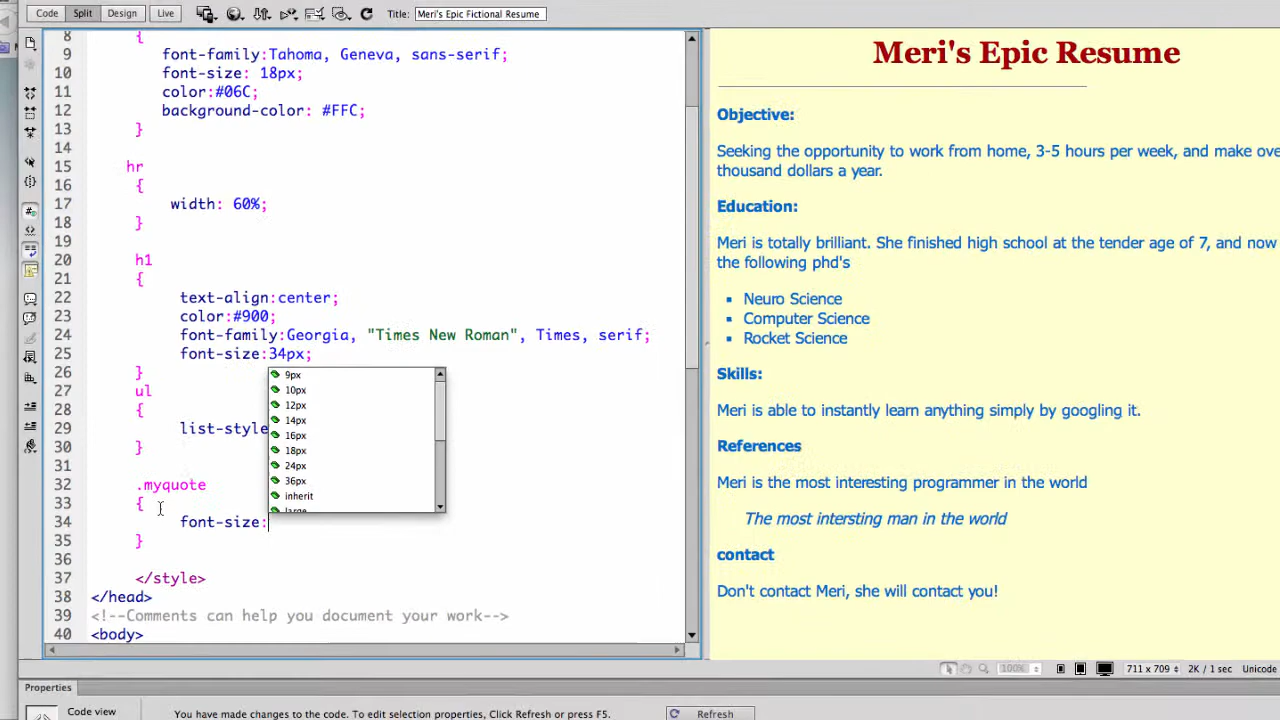 Code Split Design Live Title: Meri's Epic Fictional Resume
8 {
9 font-family:Tahoma, Geneva, sans-serif;
10 font-size: 18px;
11 color:#06C;
12 background-color: #FFC;
13 }
14
15 hr
16 {
17 width: 60%;
18 }
19
20 h1
21 {
22 text-align:center;
23 color:#900;
24 font-family:Georgia, "Times New Roman", Times, serif;
25 font-size:34px;
26 }
27 ul
28 {
29 list-style
30 }
31
32 .myquote
33 {
34 font-size:
35 }
36
37 </style>
38 </head>
39 <!--Comments can help you document your work-->
40 <body>
9px
10px
12px
14px
16px
18px
24px
36px
inherit
large
Meri's Epic Resume
Objective:
Seeking the opportunity to work from home, 3-5 hours per week, and make ove
thousand dollars a year.
Education:
Meri is totally brilliant. She finished high school at the tender age of 7, and now
the following phd's
Neuro Science
Computer Science
Rocket Science
Skills:
Meri is able to instantly learn anything simply by googling it.
References
Meri is the most interesting programmer in the world
The most intersting man in the world
contact
Don't contact Meri, she will contact you!
100% 711 x 709 2K / 1 sec Unicode
Properties
Code view You have made changes to the code. To edit selection properties, Click Refresh or press F5. Refresh